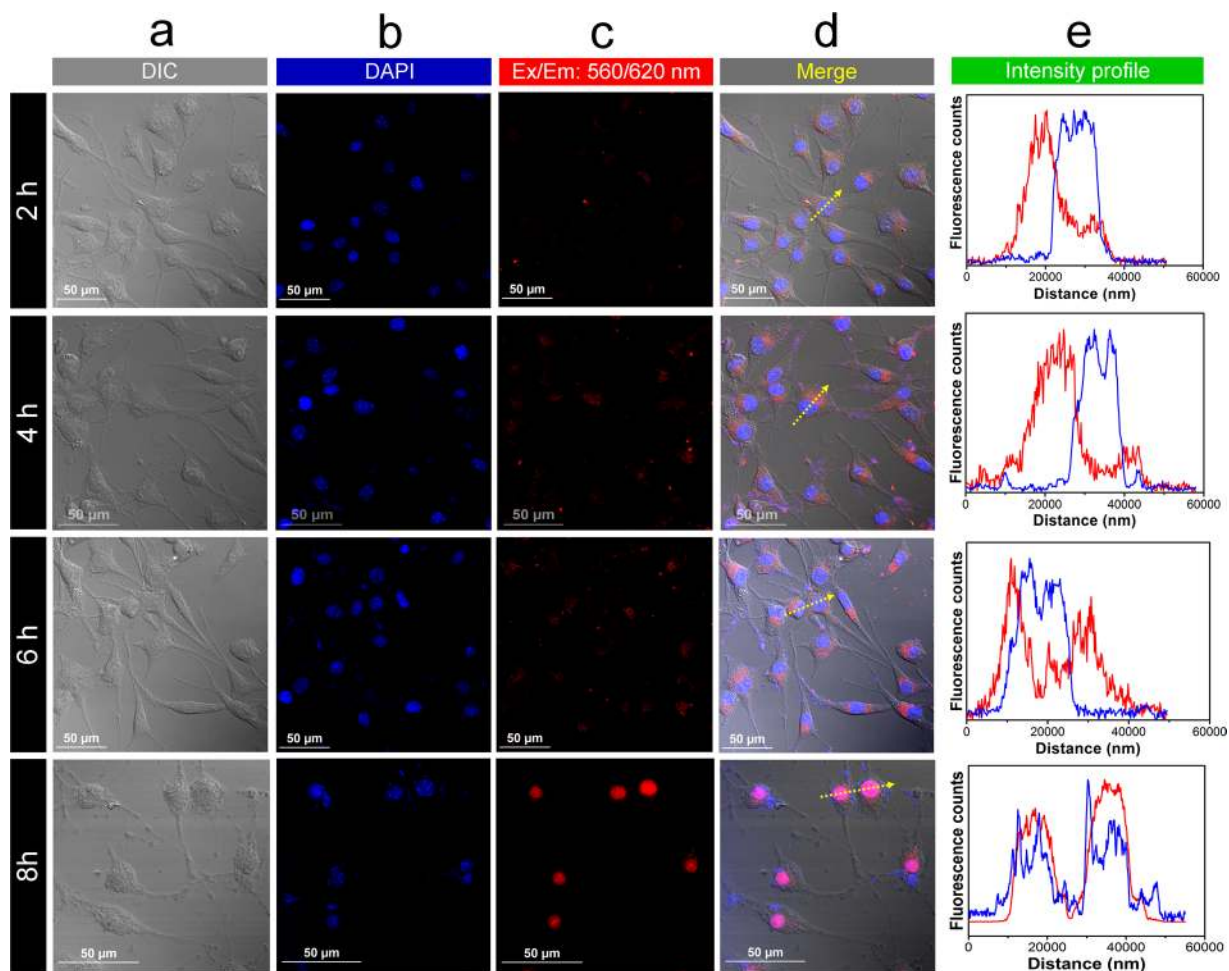 a b c d e
DIC DAPI Ex/Em: 560/620 nm Merge Intensity profile
2 h
50 µm 50 µm 50 µm 50 µm
Fluorescence counts
0 20000 40000 60000
Distance (nm)
4 h
50 µm 50 µm 50 µm 50 µm
Fluorescence counts
0 20000 40000 60000
Distance (nm)
6 h
50 µm 50 µm 50 µm 50 µm
Fluorescence counts
0 20000 40000 60000
Distance (nm)
8h
50 µm 50 µm 50 µm 50 µm
Fluorescence counts
0 20000 40000 60000
Distance (nm)